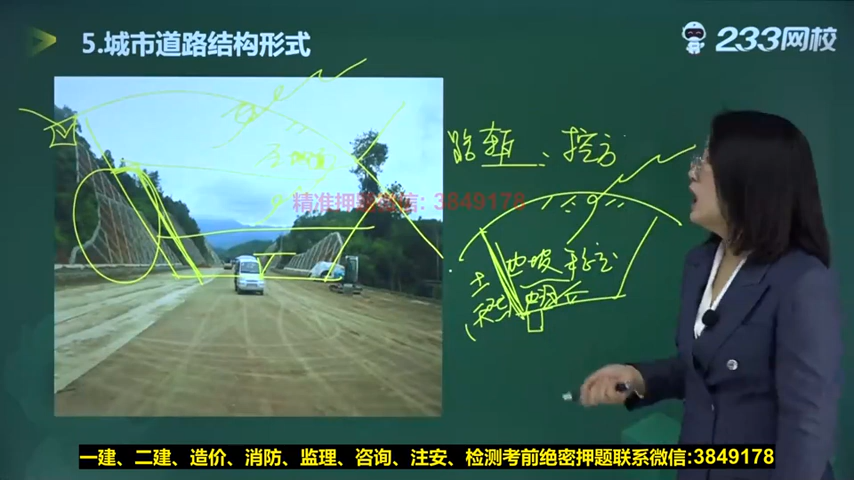 5.城市道路结构形式
233网校
路堑、挖方
精准押题微信: 3849178
边坡
土
一建、二建、造价、消防、监理、咨询、注安、检测考前绝密押题联系微信:3849178